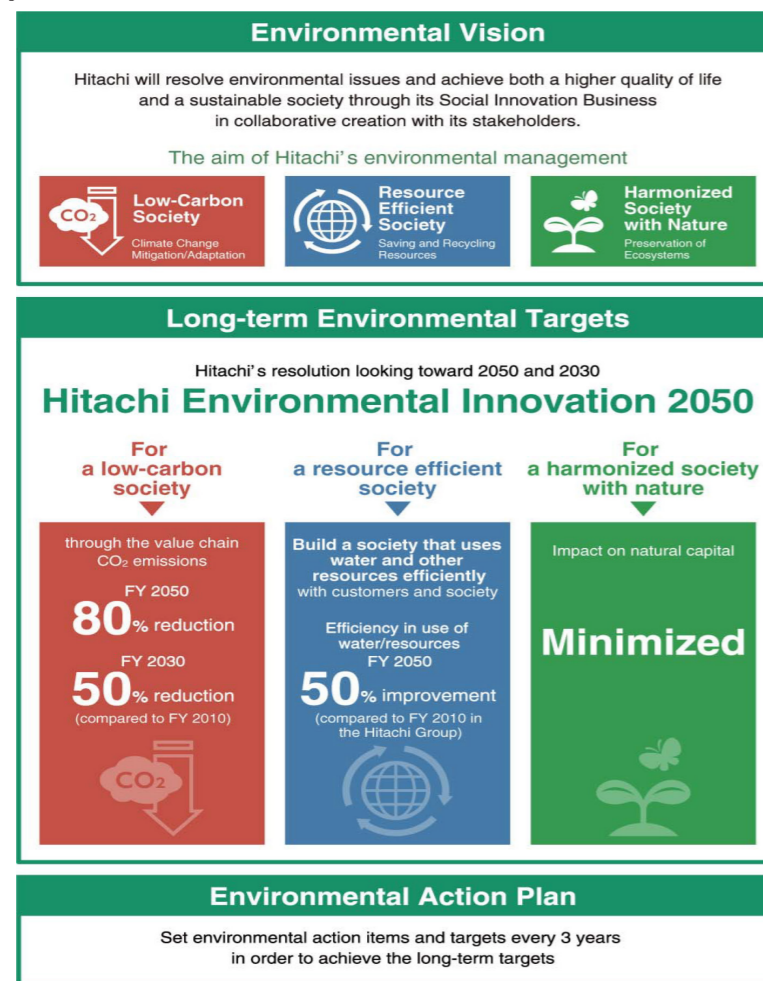 Environmental Vision
Hitachi will resolve environmental issues and achieve both a higher quality of life
and a sustainable society through its Social Innovation Business
in collaborative creation with its stakeholders.
The aim of Hitachi's environmental management
CO₂
Low-Carbon
Society
Climate Change
Mitigation/Adaptation
Resource
Efficient
Society
Saving and Recycling
Resources
Harmonized
Society
with Nature
Preservation of
Ecosystems
Long-term Environmental Targets
Hitachi's resolution looking toward 2050 and 2030
Hitachi Environmental Innovation 2050
For
a low-carbon
society
through the value chain
CO₂ emissions
FY 2050
80% reduction
FY 2030
50% reduction
(compared to FY 2010)
CO₂
For
a resource efficient
society
Build a society that uses
water and other
resources efficiently
with customers and society
Efficiency in use of
water/resources
FY 2050
50% improvement
(compared to FY 2010 in
the Hitachi Group)
For
a harmonized society
with nature
Impact on natural capital
Minimized
Environmental Action Plan
Set environmental action items and targets every 3 years
in order to achieve the long-term targets